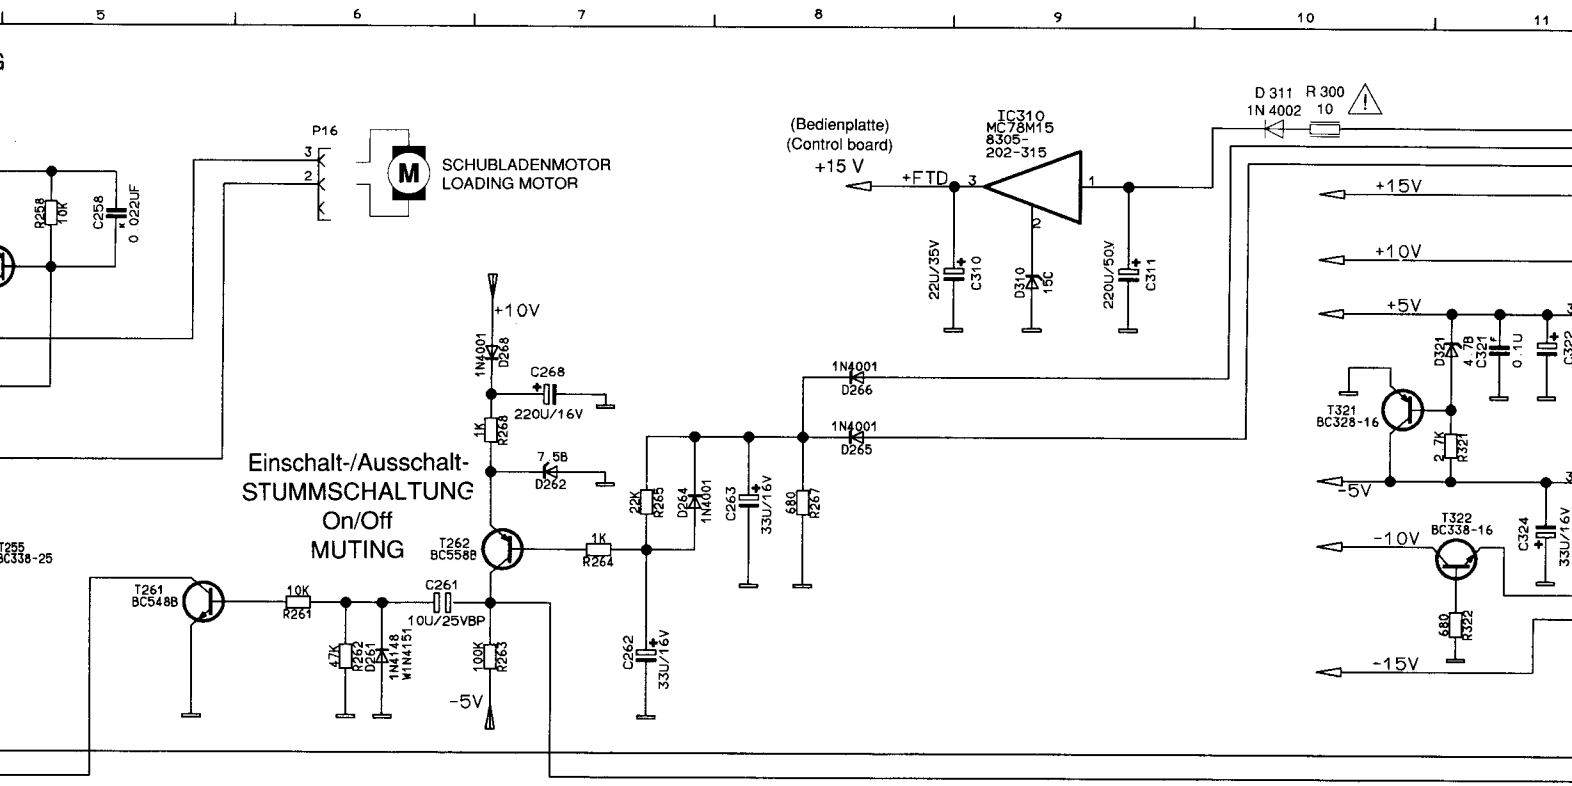 5
6
7
8
9
10
11
P16
3
2
M
SCHUBLADENMOTOR
LOADING MOTOR
R258
10K
C258
0 022UF
(Bedienplatte)
(Control board)
+15 V
+FTD
3
IC310
MC78M15
8305-
202-315
1
2
22U/35V
C310
D310
15C
220U/50V
C311
D 311
1N 4002
R 300
10
!
+15V
+10V
+5V
3
D321
4.7B
C321
0.1U
C322
T321
BC328-16
2.7K
R321
-5V
3
T322
BC338-16
-10V
C324
33U/16V
680
R322
-15V
+10V
1N4001
D268
C268
220U/16V
1K
R268
7.5B
D262
1N4001
D266
1N4001
D265
Einschalt-/Ausschalt-
STUMMSCHALTUNG
On/Off
MUTING
22K
R265
D264
1N4001
C263
33U/16V
680
R267
T262
BC558B
1K
R264
T255
BC338-25
T261
BC548B
10K
R261
C261
10U/25VBP
47K
R262
D261
1N4148
W1N4151
100K
R263
C262
33U/16V
-5V